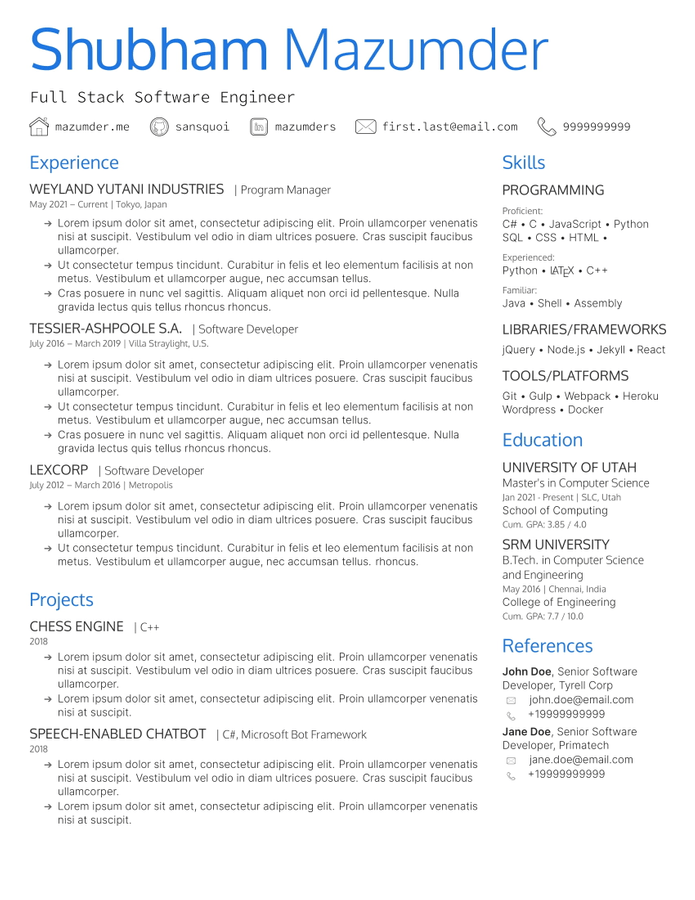 Shubham Mazumder
Full Stack Software Engineer
mazumder.me sansquoi in mazumders first.last@email.com 9999999999
Experience
WEYLAND YUTANI INDUSTRIES | Program Manager
May 2021 – Current | Tokyo, Japan
→ Lorem ipsum dolor sit amet, consectetur adipiscing elit. Proin ullamcorper venenatis
nisi at suscipit. Vestibulum vel odio in diam ultrices posuere. Cras suscipit faucibus
ullamcorper.
→ Ut consectetur tempus tincidunt. Curabitur in felis et leo elementum facilisis at non
metus. Vestibulum et ullamcorper augue, nec accumsan tellus.
→ Cras posuere in nunc vel sagittis. Aliquam aliquet non orci id pellentesque. Nulla
gravida lectus quis tellus rhoncus rhoncus.
TESSIER-ASHPOOLE S.A. | Software Developer
July 2016 – March 2019 | Villa Straylight, U.S.
→ Lorem ipsum dolor sit amet, consectetur adipiscing elit. Proin ullamcorper venenatis
nisi at suscipit. Vestibulum vel odio in diam ultrices posuere. Cras suscipit faucibus
ullamcorper.
→ Ut consectetur tempus tincidunt. Curabitur in felis et leo elementum facilisis at non
metus. Vestibulum et ullamcorper augue, nec accumsan tellus.
→ Cras posuere in nunc vel sagittis. Aliquam aliquet non orci id pellentesque. Nulla
gravida lectus quis tellus rhoncus rhoncus.
LEXCORP | Software Developer
July 2012 – March 2016 | Metropolis
→ Lorem ipsum dolor sit amet, consectetur adipiscing elit. Proin ullamcorper venenatis
nisi at suscipit. Vestibulum vel odio in diam ultrices posuere. Cras suscipit faucibus
ullamcorper.
→ Ut consectetur tempus tincidunt. Curabitur in felis et leo elementum facilisis at non
metus. Vestibulum et ullamcorper augue, nec accumsan tellus. rhoncus.
Projects
CHESS ENGINE | C++
2018
→ Lorem ipsum dolor sit amet, consectetur adipiscing elit. Proin ullamcorper venenatis
nisi at suscipit. Vestibulum vel odio in diam ultrices posuere. Cras suscipit faucibus
ullamcorper.
→ Lorem ipsum dolor sit amet, consectetur adipiscing elit. Proin ullamcorper venenatis
nisi at suscipit.
SPEECH-ENABLED CHATBOT | C#, Microsoft Bot Framework
2018
→ Lorem ipsum dolor sit amet, consectetur adipiscing elit. Proin ullamcorper venenatis
nisi at suscipit. Vestibulum vel odio in diam ultrices posuere. Cras suscipit faucibus
ullamcorper.
→ Lorem ipsum dolor sit amet, consectetur adipiscing elit. Proin ullamcorper venenatis
nisi at suscipit.
Skills
PROGRAMMING
Proficient:
C# • C • JavaScript • Python
SQL • CSS • HTML •
Experienced:
Python • LATEX • C++
Familiar:
Java • Shell • Assembly
LIBRARIES/FRAMEWORKS
jQuery • Node.js • Jekyll • React
TOOLS/PLATFORMS
Git • Gulp • Webpack • Heroku
Wordpress • Docker
Education
UNIVERSITY OF UTAH
Master's in Computer Science
Jan 2021 - Present | SLC, Utah
School of Computing
Cum. GPA: 3.85 / 4.0
SRM UNIVERSITY
B.Tech. in Computer Science
and Engineering
May 2016 | Chennai, India
College of Engineering
Cum. GPA: 7.7 / 10.0
References
John Doe, Senior Software
Developer, Tyrell Corp
john.doe@email.com
+19999999999
Jane Doe, Senior Software
Developer, Primatech
jane.doe@email.com
+19999999999